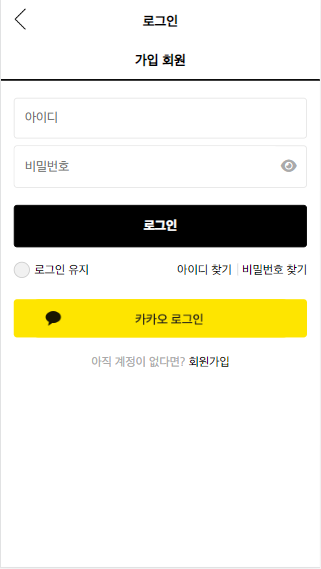 로그인
가입 회원
아이디
비밀번호
로그인
로그인 유지 아이디 찾기 비밀번호 찾기
카카오 로그인
아직 계정이 없다면? 회원가입